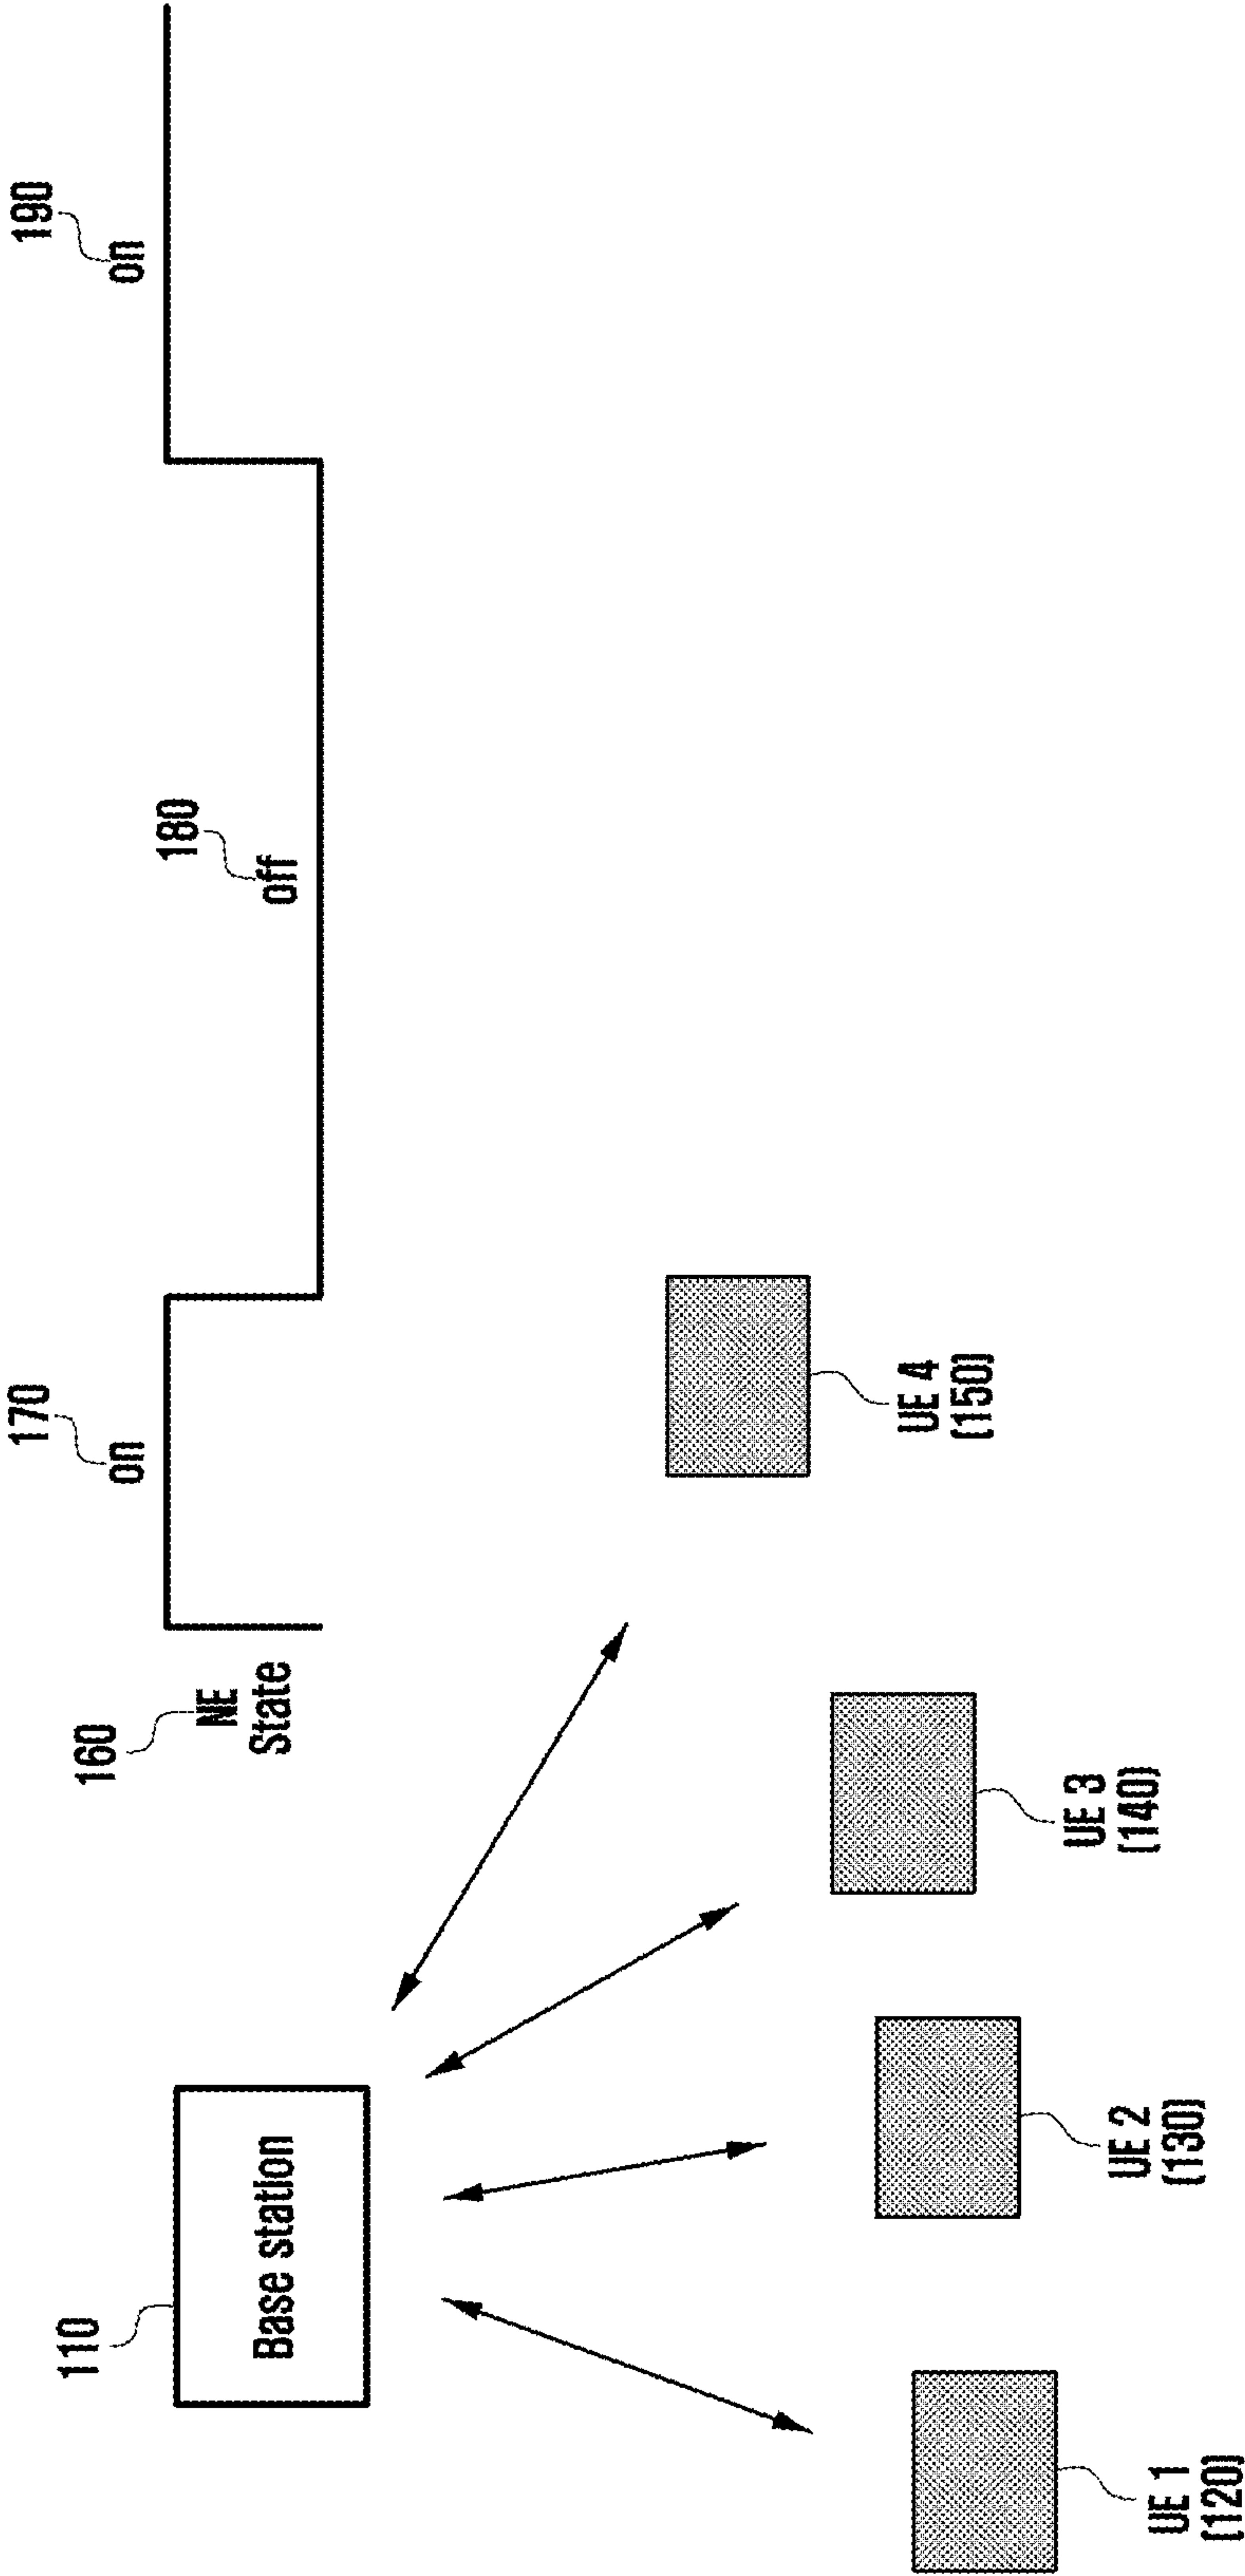 110
Base station
160
NE
State
170
on
180
off
190
on
UE 1
(120)
UE 2
(130)
UE 3
(140)
UE 4
(150)